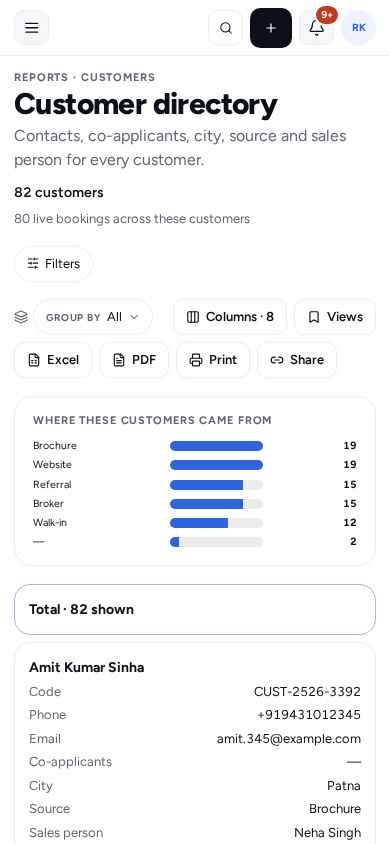 9+
RK
REPORTS · CUSTOMERS
Customer directory
Contacts, co-applicants, city, source and sales
person for every customer.
82 customers
80 live bookings across these customers
Filters
GROUP BY All
Columns · 8
Views
Excel
PDF
Print
Share
WHERE THESE CUSTOMERS CAME FROM
Brochure 19
Website 19
Referral 15
Broker 15
Walk-in 12
— 2
Total · 82 shown
Amit Kumar Sinha
Code CUST-2526-3392
Phone +919431012345
Email amit.345@example.com
Co-applicants —
City Patna
Source Brochure
Sales person Neha Singh